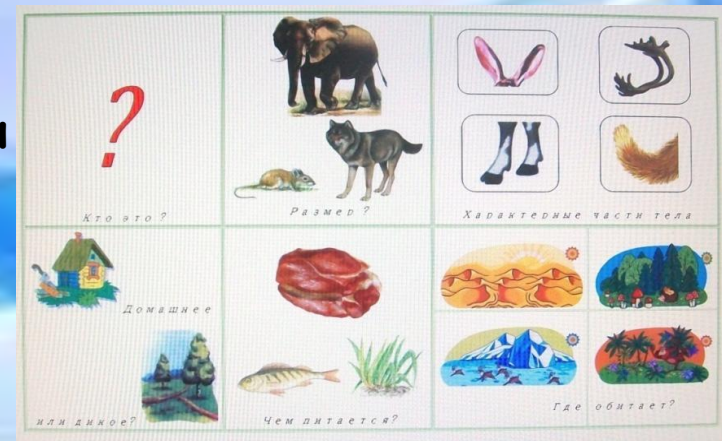 ?
Кто это?
Размер?
Характерные части тела
Домашнее
или дикое?
Чем питается?
Где обитает?